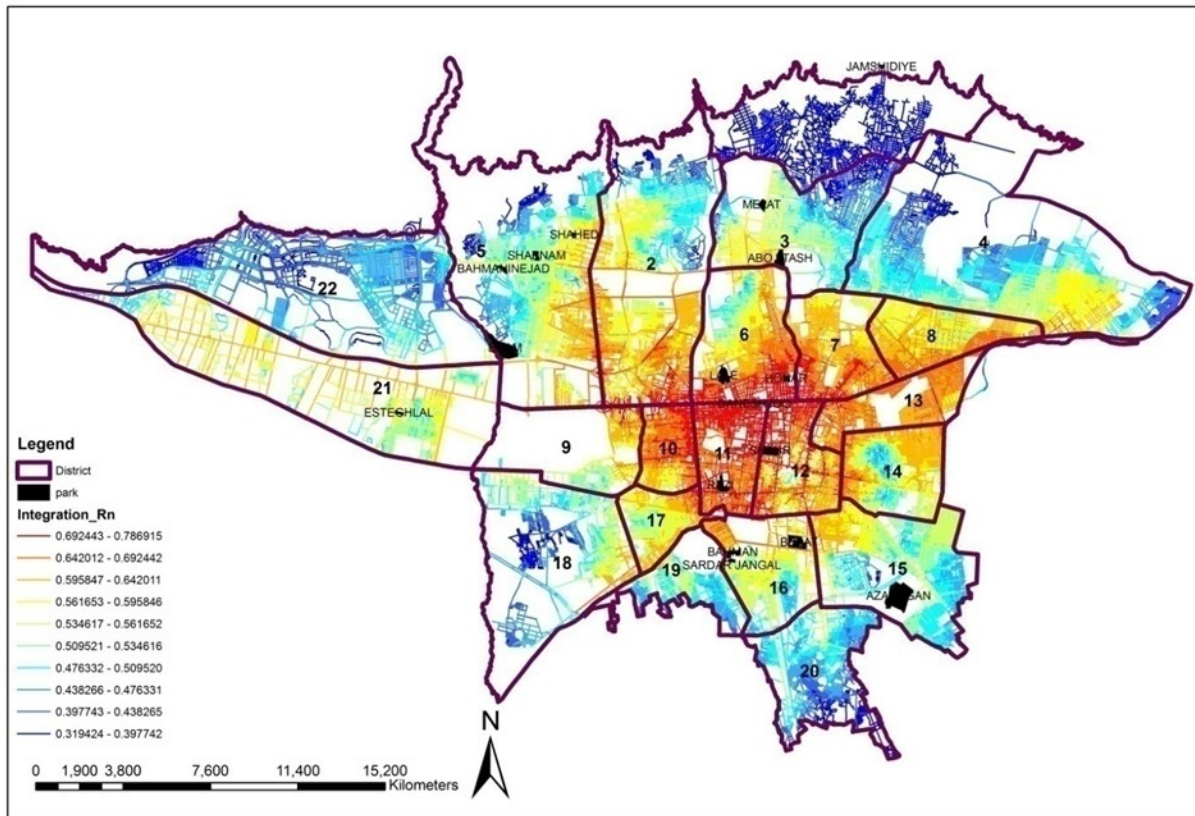 JAMSHIDIYE
MELAT
SHAHED
5
3
4
SHABNAM
ABO ATASH
BAHMANINEJAD
2
22
6
7
8
21
13
ESTEGHLAL
Legend
District
park
Integration_Rn
0.692443 - 0.786915
0.642012 - 0.692442
0.595847 - 0.642011
0.561653 - 0.595846
0.534617 - 0.561652
0.509521 - 0.534616
0.476332 - 0.509520
0.438266 - 0.476331
0.397743 - 0.438265
0.319424 - 0.397742
9
10
11
12
14
RAZI
17
18
BAHMAN
SARDAR JANGAL
19
16
15
20
N
0 1,900 3,800 7,600 11,400 15,200
Kilometers